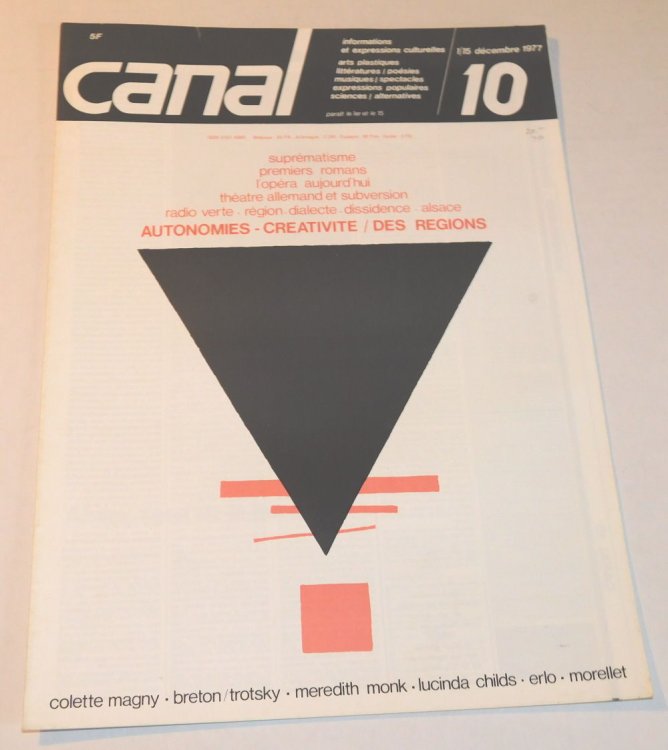 5F
canal
informations
et expressions culturelles
arts plastiques
littératures / poésies
musiques / spectacles
expressions populaires
sciences / alternatives
paraît le 1er et le 15
1/15 décembre 1977
10
suprématisme
premiers romans
l'opéra aujourd'hui
théatre allemand et subversion
radio verte - région - dialecte - dissidence - alsace
AUTONOMIES - CREATIVITE / DES REGIONS
colette magny · breton/trotsky · meredith monk · lucinda childs · erlo · morellet